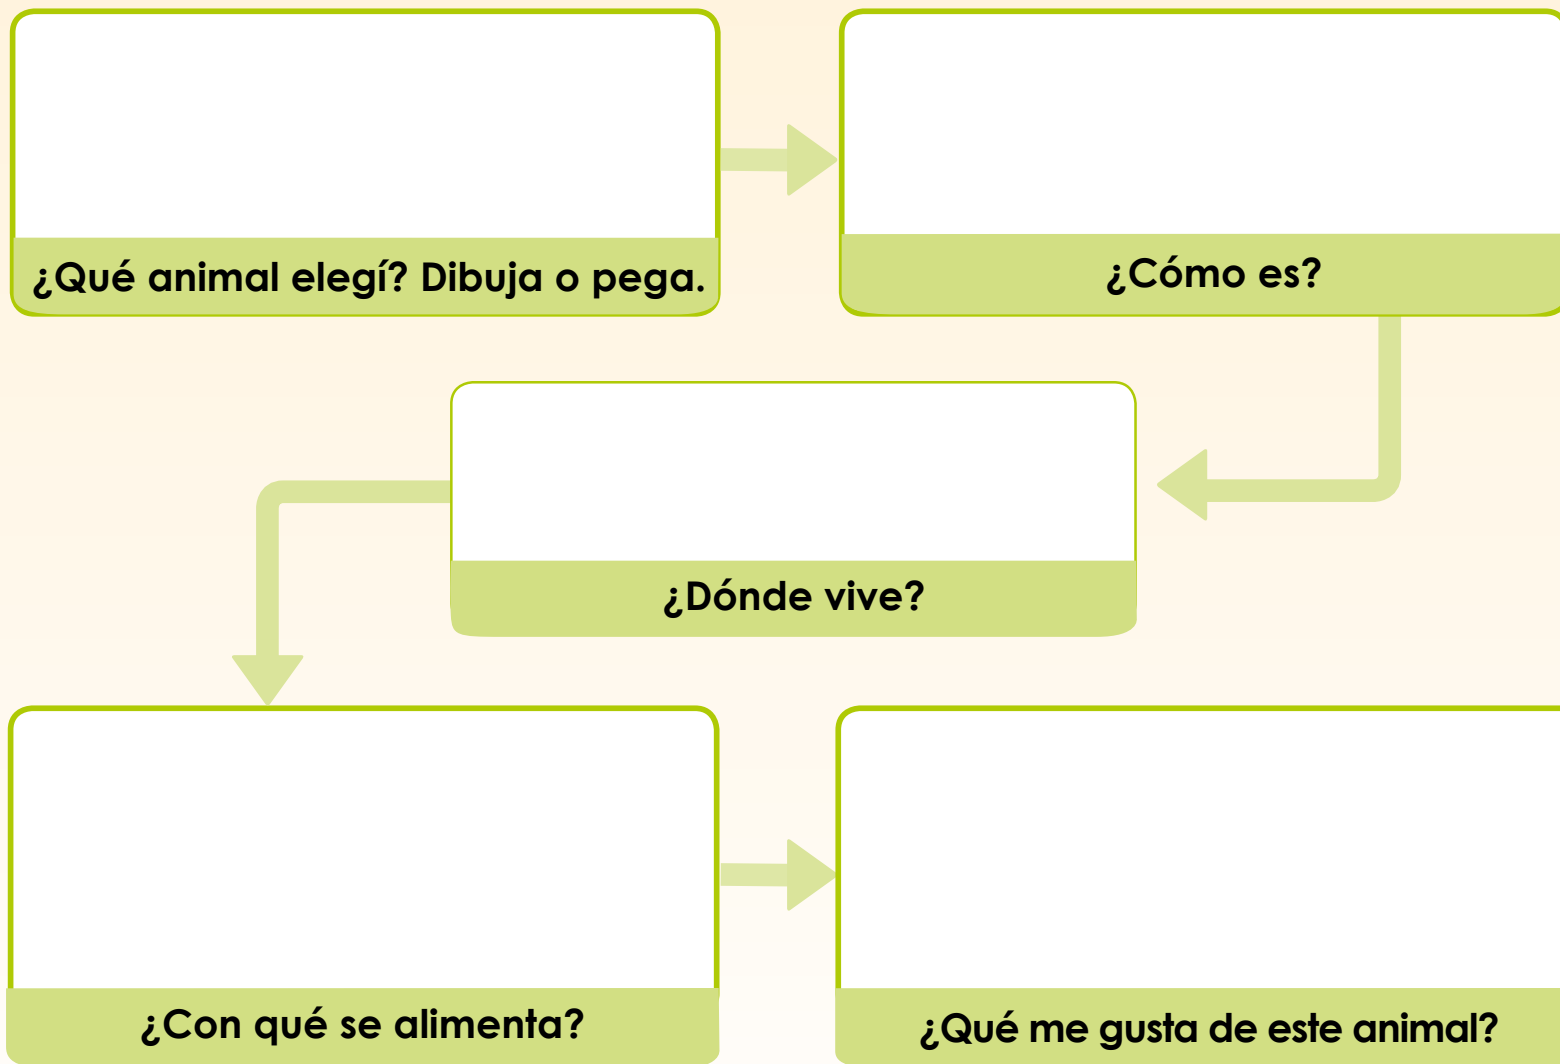 ¿Qué animal elegí? Dibuja o pega.
¿Cómo es?
¿Dónde vive?
¿Con qué se alimenta?
¿Qué me gusta de este animal?